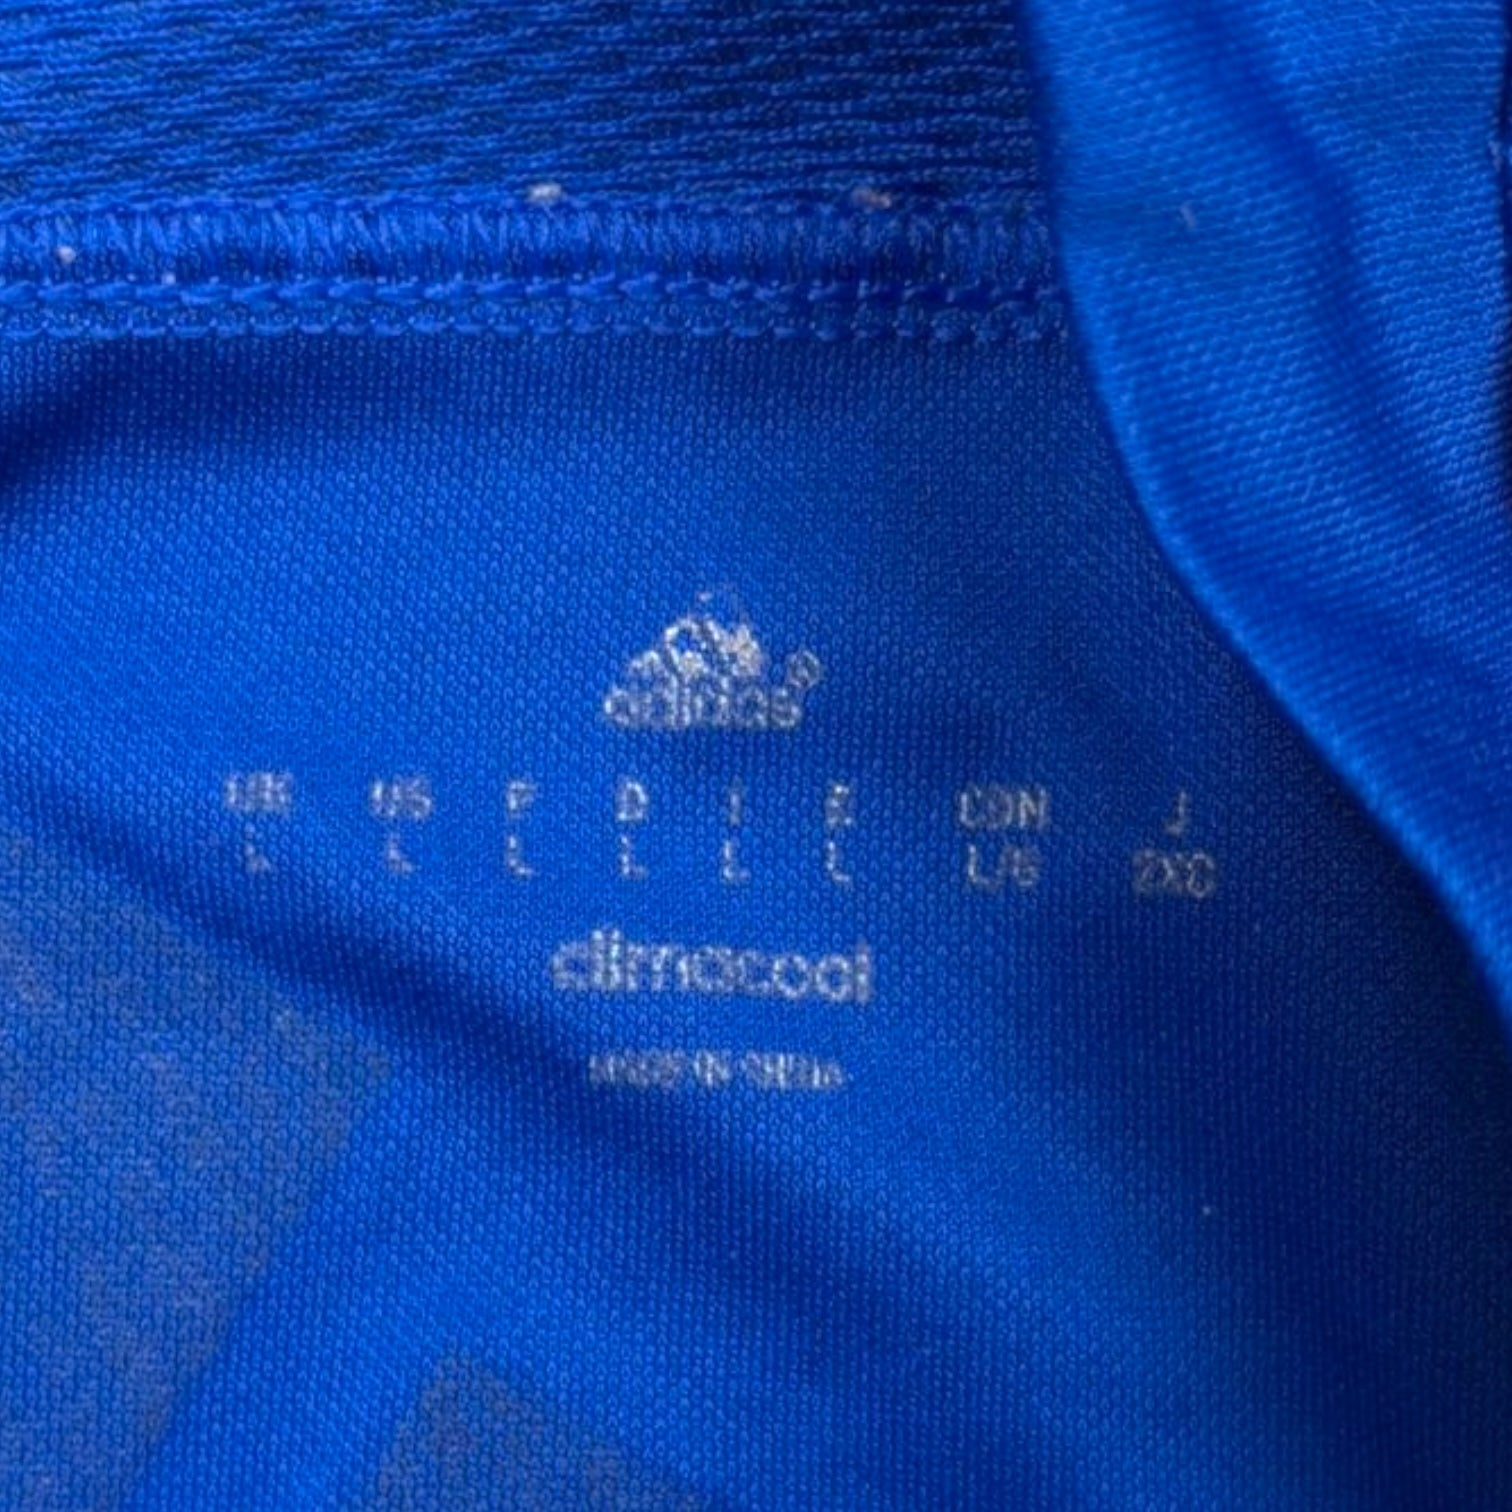 adidas®
UK US F D I E CDN J
L L L L L L L/G 2XO
climacool
MADE IN CHINA